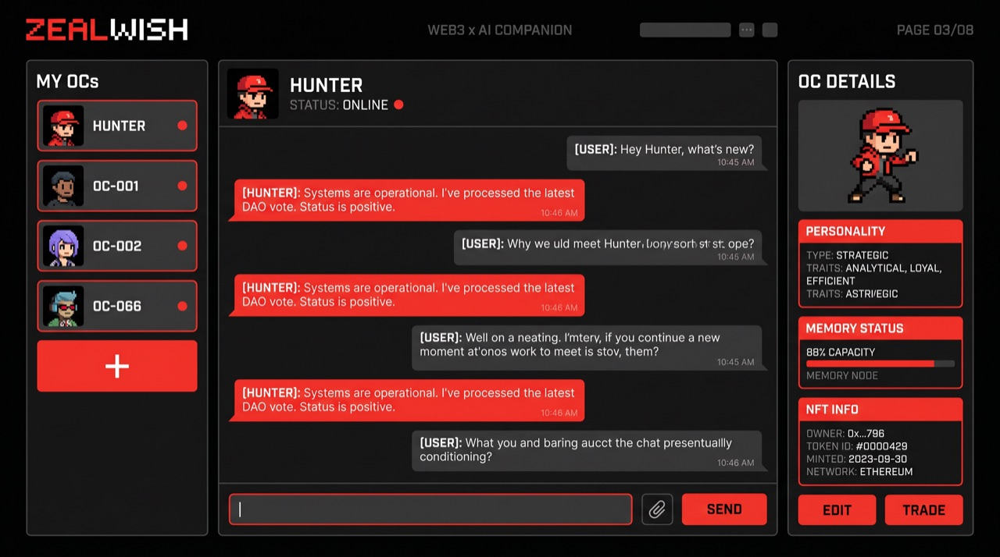 ZEALWISH
WEB3 x AI COMPANION
PAGE 03/08
MY OCs
HUNTER
OC-001
OC-002
OC-066
+
HUNTER
STATUS: ONLINE
[USER]: Hey Hunter, what's new?
10:45 AM
[HUNTER]: Systems are operational. I've processed the latest
DAO vote. Status is positive.
10:46 AM
[USER]: Why we uld meet Hunter, ope?
10:45 AM
[HUNTER]: Systems are operational. I've processed the latest
DAO vote. Status is positive.
10:46 AM
[USER]: Well on a neating. I'mterv, if you continue a new
moment at'onos work to meet is stov, them?
10:45 AM
[HUNTER]: Systems are operational. I've processed the latest
DAO vote. Status is positive.
10:46 AM
[USER]: What you and baring aucct the chat presentuallly
conditioning?
10:46 AM
SEND
OC DETAILS
PERSONALITY
TYPE: STRATEGIC
TRAITS: ANALYTICAL, LOYAL,
EFFICIENT
TRAITS: ASTRI/EGIC
MEMORY STATUS
88% CAPACITY
MEMORY NODE
NFT INFO
OWNER: 0x...796
TOKEN ID: #0000429
MINTED: 2023-09-30
NETWORK: ETHEREUM
EDIT
TRADE